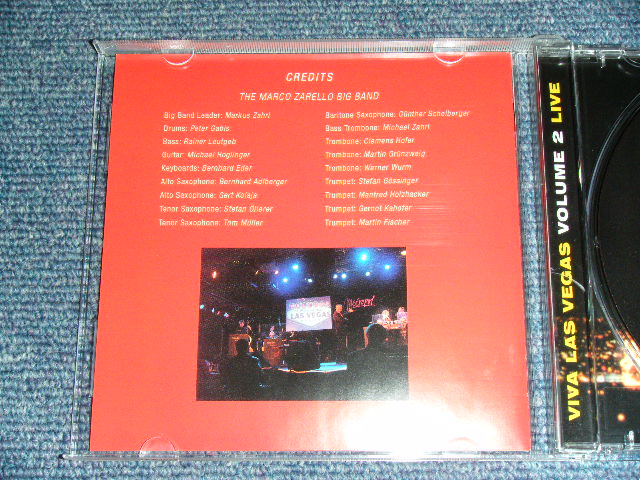 CREDITS
THE MARCO ZARELLO BIG BAND
Big Band Leader: Markus Zahrl
Drums: Peter Gabis
Bass: Rainer Leutgeb
Guitar: Michael Höglinger
Keyboards: Bernhard Eder
Alto Saxophone: Bernhard Adlberger
Alto Saxophone: Gert Kolaja
Tenor Saxophone: Stefan Ollerer
Tenor Saxophone: Tom Müller
Baritone Saxophone: Günther Schelberger
Bass Trombone: Michael Zahrl
Trombone: Clemens Hofer
Trombone: Martin Grünzweig
Trombone: Werner Wurm
Trumpet: Stefan Gössinger
Trumpet: Manfred Holzhacker
Trumpet: Gernot Kahofer
Trumpet: Martin Fischer
LAS VEGAS
VIVA LAS VEGAS VOLUME 2 LIVE